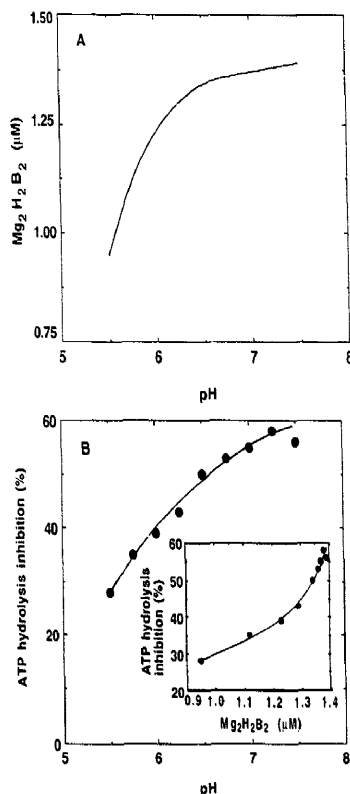 A
1.50
1.25
1.00
0.75
Mg2H2B2 (μM)
5
6
7
8
pH
B
60
40
20
0
ATP hydrolysis inhibition (%)
5
6
7
8
pH
60
50
40
30
20
ATP hydrolysis
inhibition (%)
0.9 1.0 1.1 1.2 1.3 1.4
Mg2H2B2 (μM)